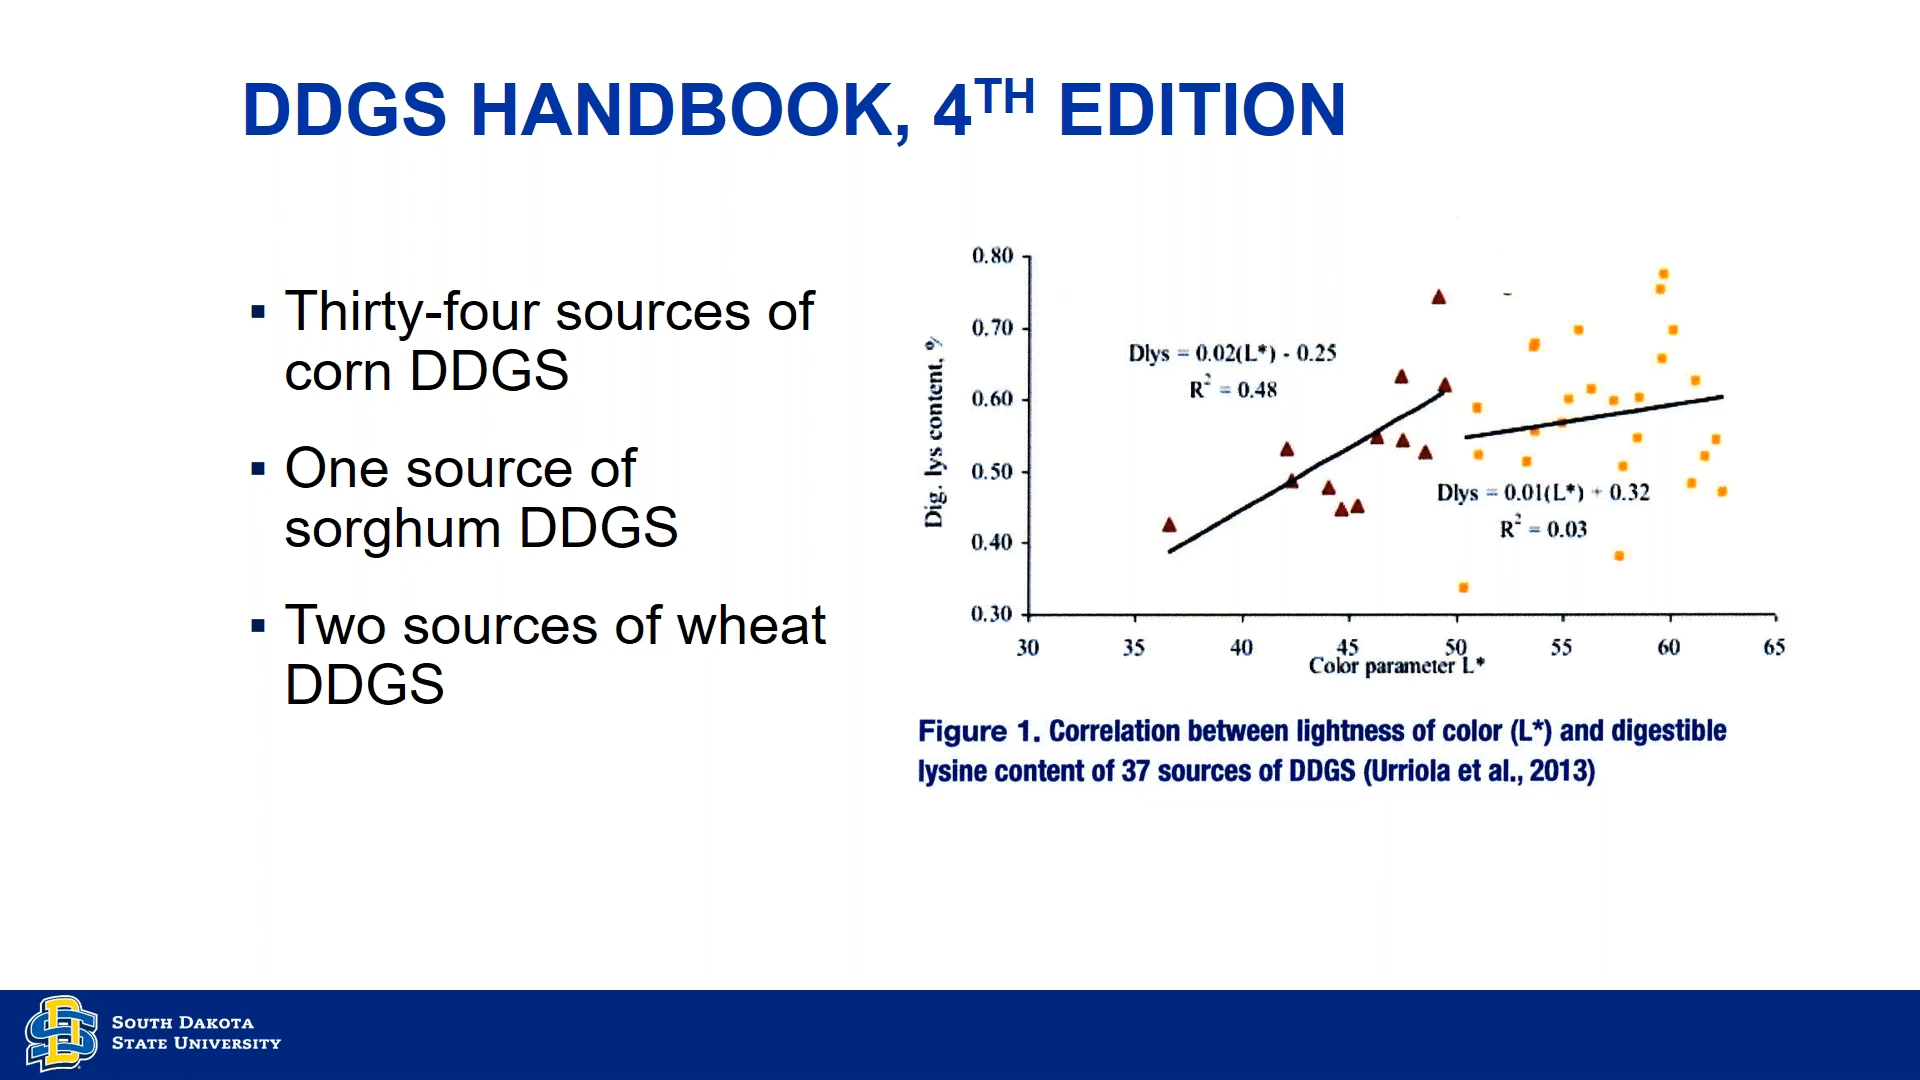 DDGS HANDBOOK, 4TH EDITION
▪ Thirty-four sources of
corn DDGS
▪ One source of
sorghum DDGS
▪ Two sources of wheat
DDGS
Dig. lys content, %
0.80
0.70
0.60
0.50
0.40
0.30
Dlys = 0.02(L*) - 0.25
R² = 0.48
Dlys = 0.01(L*) + 0.32
R² = 0.03
30 35 40 45 50 55 60 65
Color parameter L*
Figure 1. Correlation between lightness of color (L*) and digestible
lysine content of 37 sources of DDGS (Urriola et al., 2013)
SOUTH DAKOTA
STATE UNIVERSITY